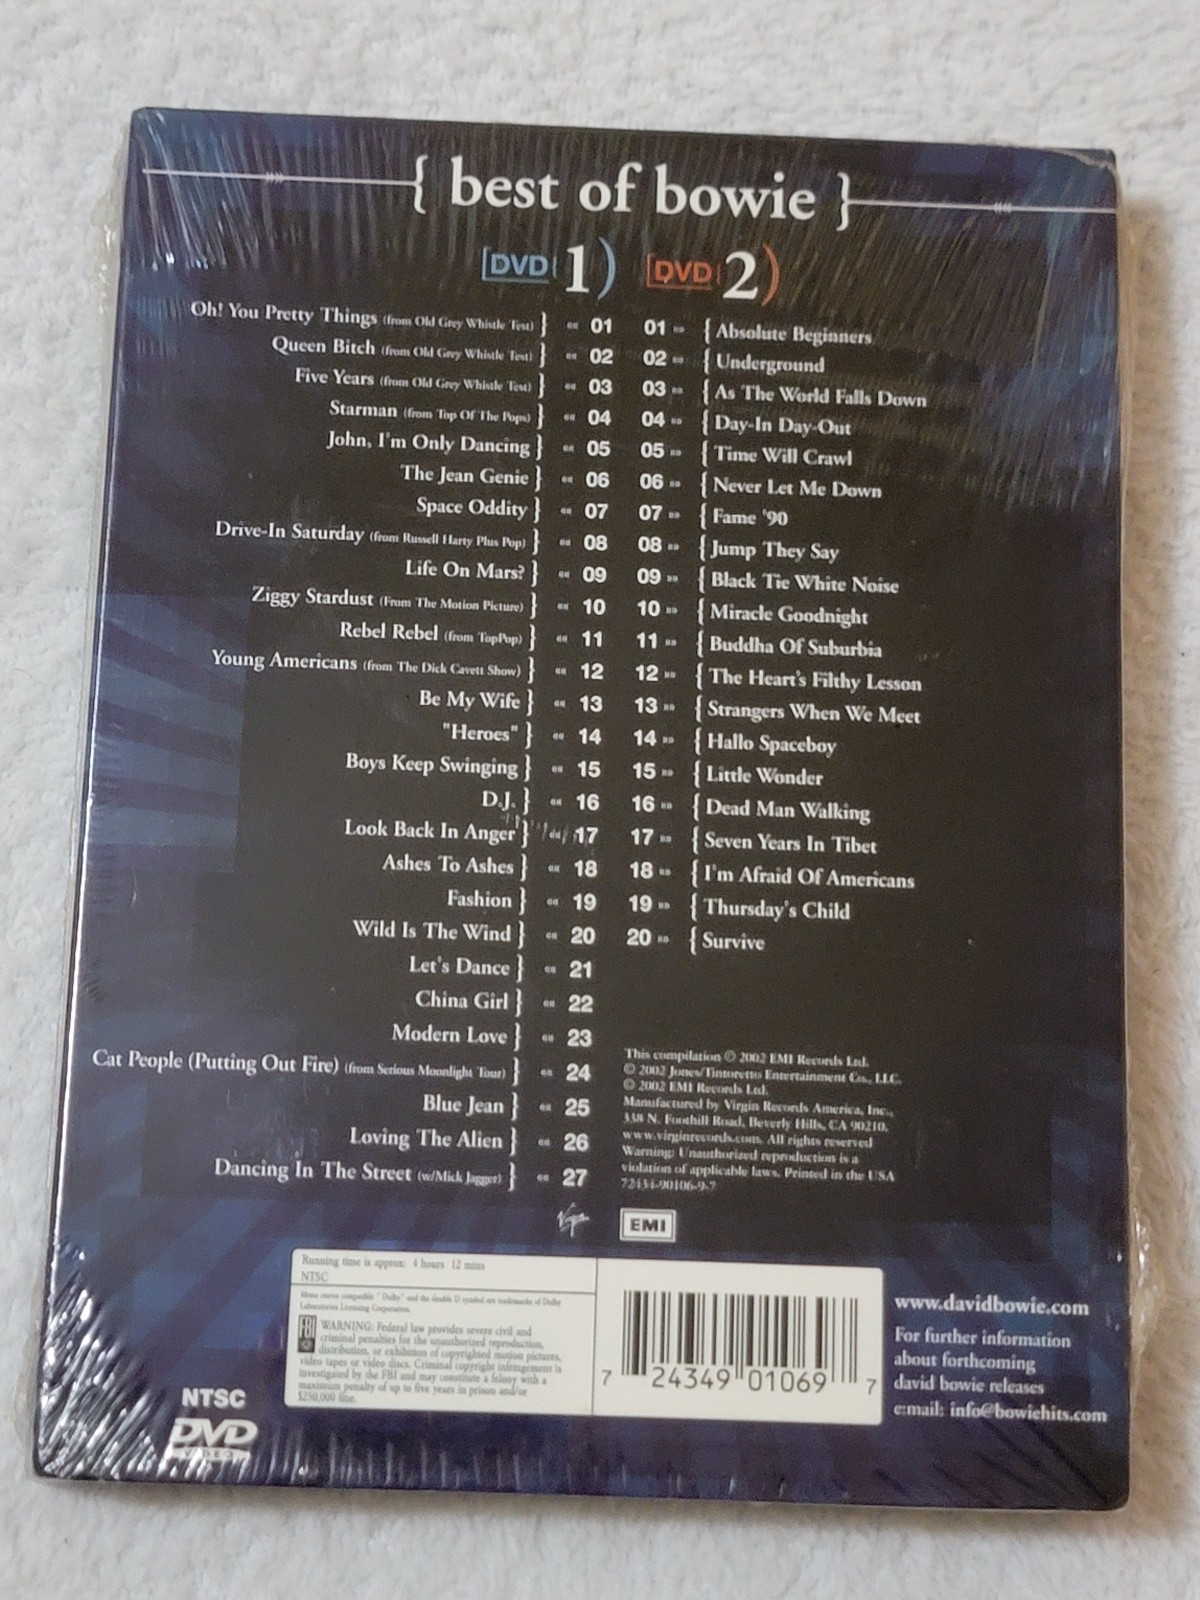 { best of bowie }
DVD 1) DVD 2)
Oh! You Pretty Things (from Old Grey Whistle Test) } 01
Queen Bitch (from Old Grey Whistle Test) } 02
Five Years (from Old Grey Whistle Test) } 03
Starman (from Top Of The Pops) } 04
John, I'm Only Dancing } 05
The Jean Genie } 06
Space Oddity } 07
Drive-In Saturday (from Russell Harty Plus Pop) } 08
Life On Mars? } 09
Ziggy Stardust (From The Motion Picture) } 10
Rebel Rebel (from TopPop) } 11
Young Americans (from The Dick Cavett Show) } 12
Be My Wife } 13
"Heroes" } 14
Boys Keep Swinging } 15
D.J. } 16
Look Back In Anger } 17
Ashes To Ashes } 18
Fashion } 19
Wild Is The Wind } 20
Let's Dance } 21
China Girl } 22
Modern Love } 23
Cat People (Putting Out Fire) (from Serious Moonlight Tour) } 24
Blue Jean } 25
Loving The Alien } 26
Dancing In The Street (w/Mick Jagger) } 27
01 { Absolute Beginners
02 { Underground
03 { As The World Falls Down
04 { Day-In Day-Out
05 { Time Will Crawl
06 { Never Let Me Down
07 { Fame '90
08 { Jump They Say
09 { Black Tie White Noise
10 { Miracle Goodnight
11 { Buddha Of Suburbia
12 { The Heart's Filthy Lesson
13 { Strangers When We Meet
14 { Hallo Spaceboy
15 { Little Wonder
16 { Dead Man Walking
17 { Seven Years In Tibet
18 { I'm Afraid Of Americans
19 { Thursday's Child
20 { Survive
This compilation ℗ 2002 EMI Records Ltd.
© 2002 Jones/Tintoretto Entertainment Co., LLC.
© 2002 EMI Records Ltd.
Manufactured by Virgin Records America, Inc.,
338 N. Foothill Road, Beverly Hills, CA 90210.
www.virginrecords.com. All rights reserved
Warning: Unauthorized reproduction is a
violation of applicable laws. Printed in the USA
72434-90106-9-7
Virgin EMI
Running time is approx: 4 hours 12 mins
NTSC
"Dolby" and the double D symbol are trademarks of Dolby
Laboratories Licensing Corporation.
FBI WARNING: Federal law provides severe civil and
criminal penalties for the unauthorized reproduction,
distribution, or exhibition of copyrighted motion pictures,
video tapes or video discs. Criminal copyright infringement is
investigated by the FBI and may constitute a felony with a
maximum penalty of up to five years in prison and/or
$250,000 fine.
7 24349 01069 7
www.davidbowie.com
For further information
about forthcoming
david bowie releases
e:mail: info@bowiehits.com
NTSC
DVD
VIDEO